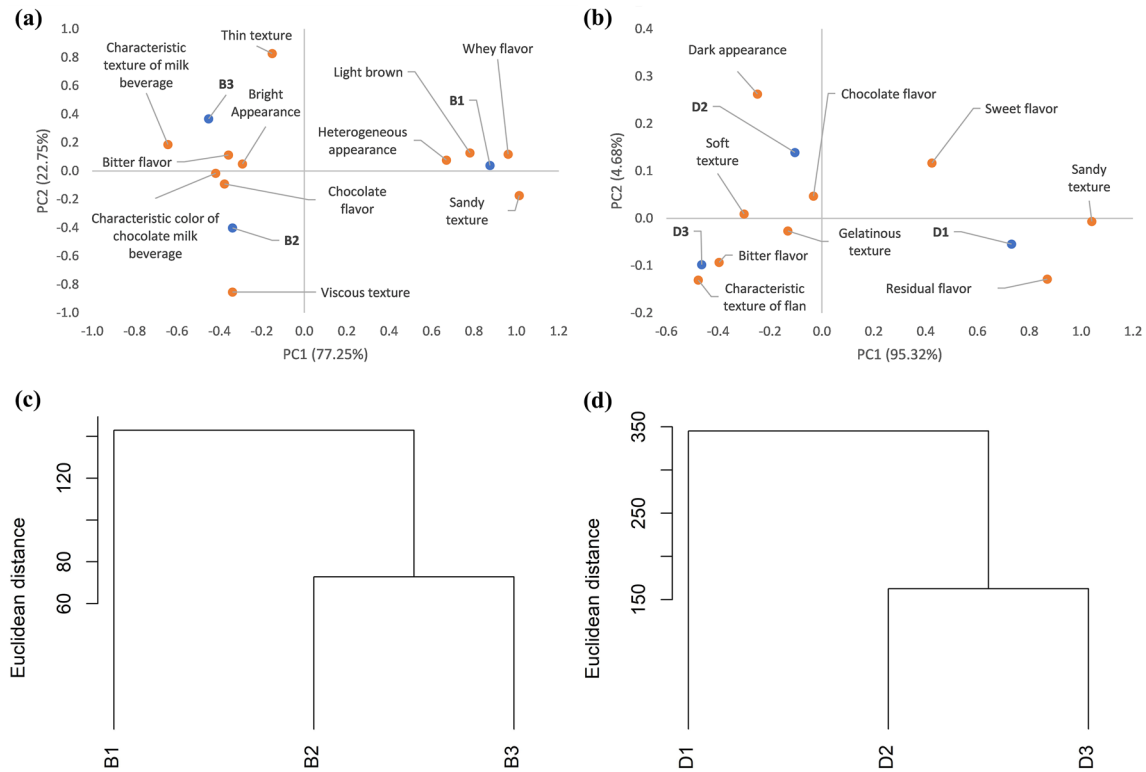 (a)
1.0
0.8
0.6
0.4
0.2
0.0
-0.2
-0.4
-0.6
-0.8
-1.0
PC2 (22.75%)
Thin texture
Characteristic
texture of milk
beverage
B3
Bright
Appearance
Bitter flavor
Characteristic color of
chocolate milk
beverage
Chocolate
flavor
B2
Viscous texture
Whey flavor
Light brown
B1
Heterogeneous
appearance
Sandy
texture
-1.0
-0.6
-0.2
0.2
0.4
0.6
0.8
1.0
1.2
PC1 (77.25%)
(b)
0.4
0.3
0.2
0.1
0.0
-0.1
-0.2
PC2 (4.68%)
Dark appearance
D2
Chocolate flavor
Sweet flavor
Soft
texture
Sandy
texture
D3
Bitter flavor
Gelatinous
texture
D1
Characteristic
texture of flan
Residual flavor
-0.6
-0.4
-0.2
0.0
0.2
0.4
0.6
0.8
1.0
1.2
PC1 (95.32%)
(c)
Euclidean distance
120
80
60
B1
B2
B3
(d)
Euclidean distance
350
250
150
D1
D2
D3